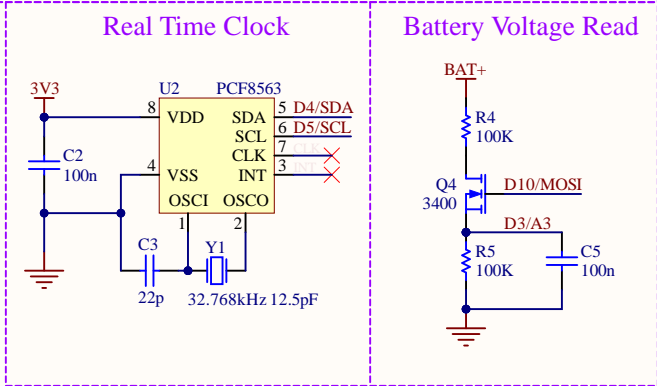 Real Time Clock
3V3
C2
100n
U2
PCF8563
8
VDD
4
VSS
OSCI
OSCO
1
2
SDA
5
D4/SDA
SCL
6
D5/SCL
CLK
7
CLK
INT
3
INT
C3
22p
Y1
32.768kHz 12.5pF
Battery Voltage Read
BAT+
R4
100K
Q4
3400
D10/MOSI
D3/A3
R5
100K
C5
100n